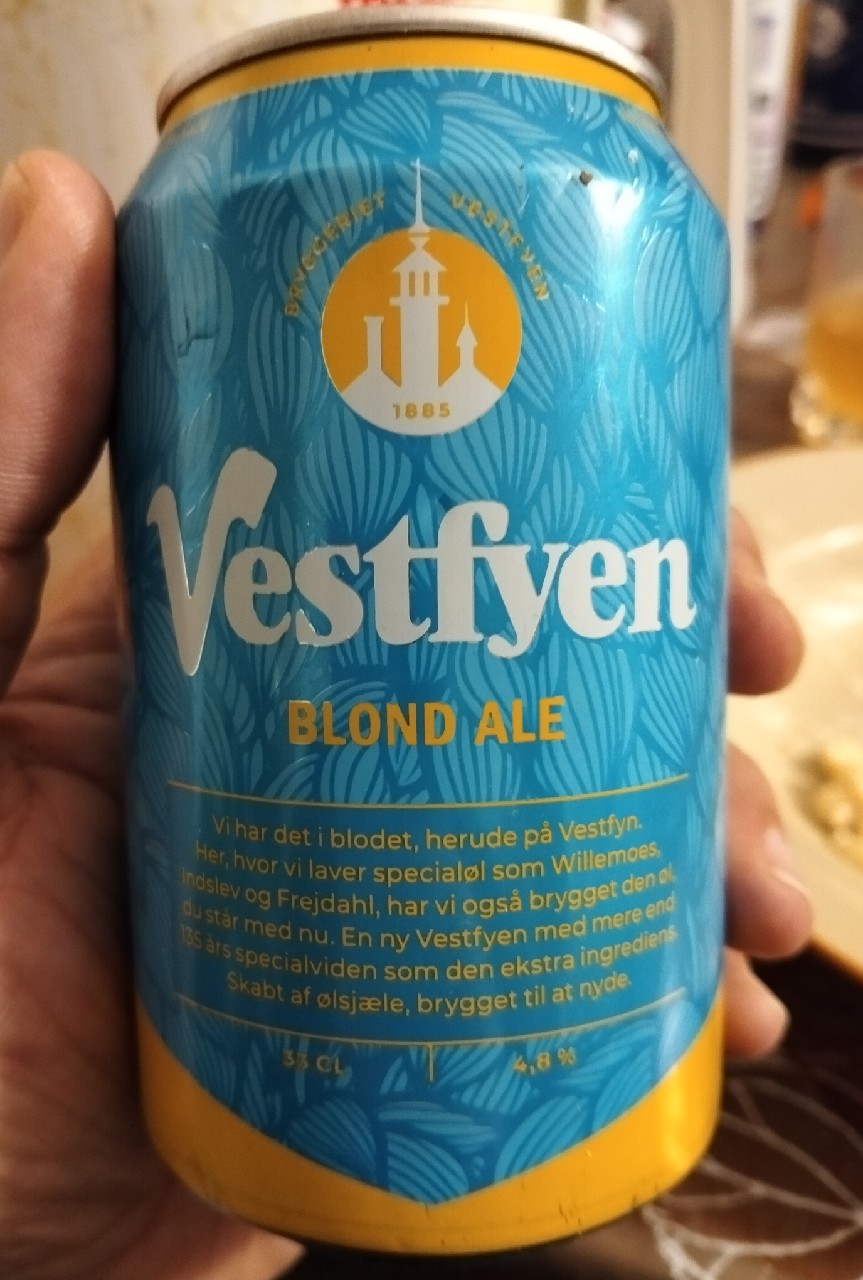 BRYGGERIET VESTFYEN
1885
Vestfyen
BLOND ALE
Vi har det i blodet, herude på Vestfyn.
Her, hvor vi laver specialøl som Willemoes,
Indslev og Frejdahl, har vi også brygget den øl,
du står med nu. En ny Vestfyen med mere end
135 års specialviden som den ekstra ingrediens.
Skabt af ølsjæle, brygget til at nyde.
33 CL | 4,8 %